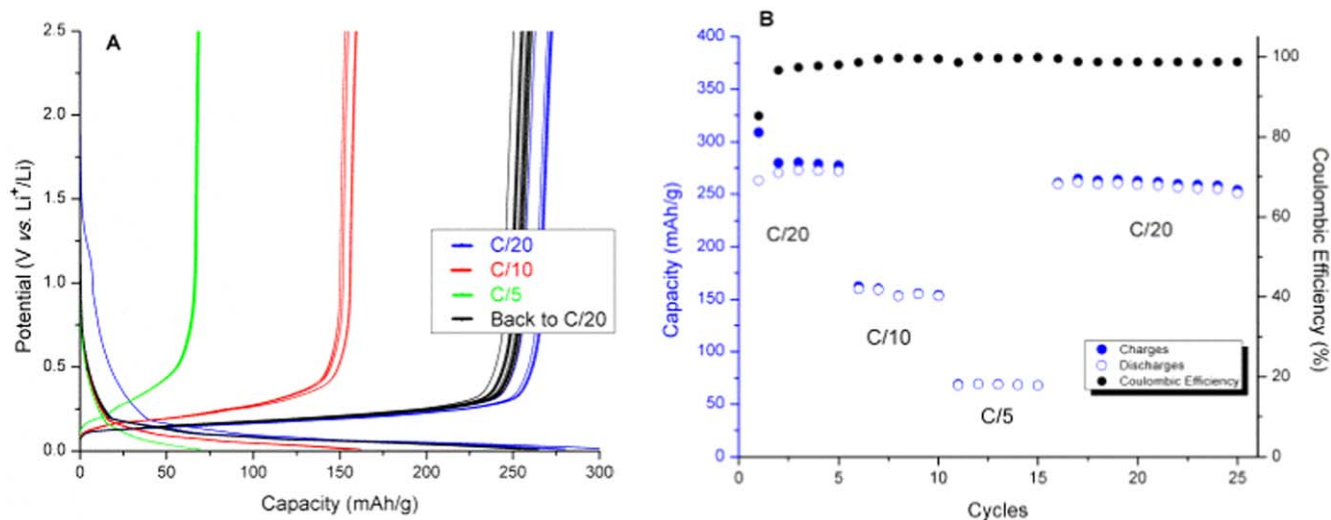 A
2.5
2.0
1.5
1.0
0.5
0.0
Potential (V vs. Li+/Li)
C/20
C/10
C/5
Back to C/20
0
50
100
150
200
250
300
Capacity (mAh/g)
B
400
350
300
250
200
150
100
50
0
Capacity (mAh/g)
C/20
C/10
C/5
C/20
Charges
Discharges
Coulombic Efficiency
100
80
60
40
20
0
Coulombic Efficiency (%)
0
5
10
15
20
25
Cycles